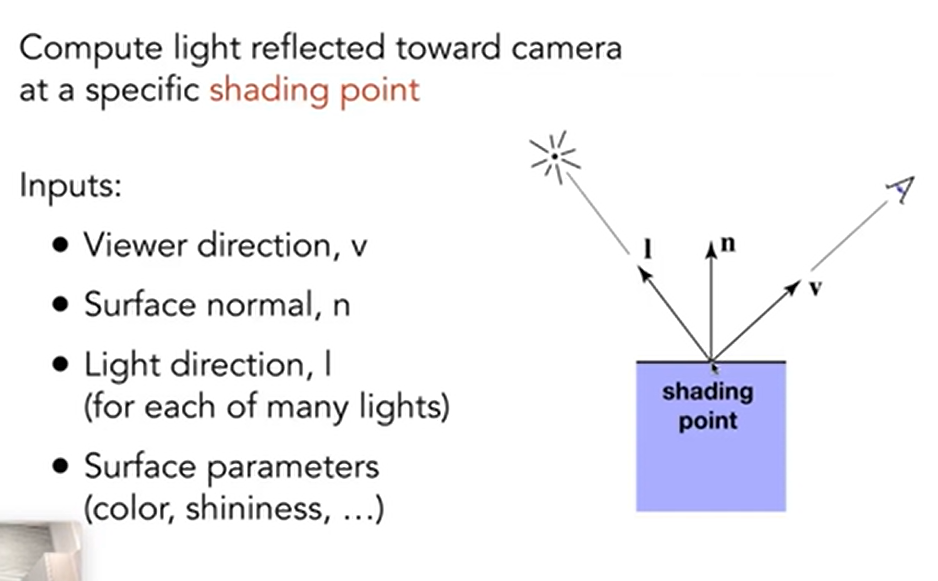 Compute light reflected toward camera
at a specific shading point
Inputs:
• Viewer direction, v
• Surface normal, n
• Light direction, l
(for each of many lights)
• Surface parameters
(color, shininess, …)
l
n
v
shading
point